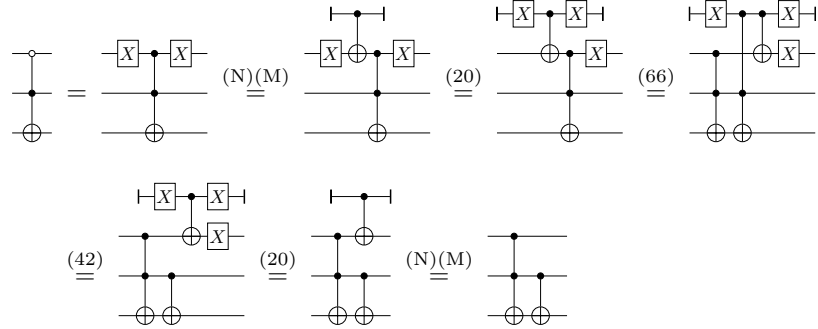 X X X X X X X X
= X X (N)(M) = X X (20) = X (66) = X
X X
(42) = X (20) = (N)(M) =